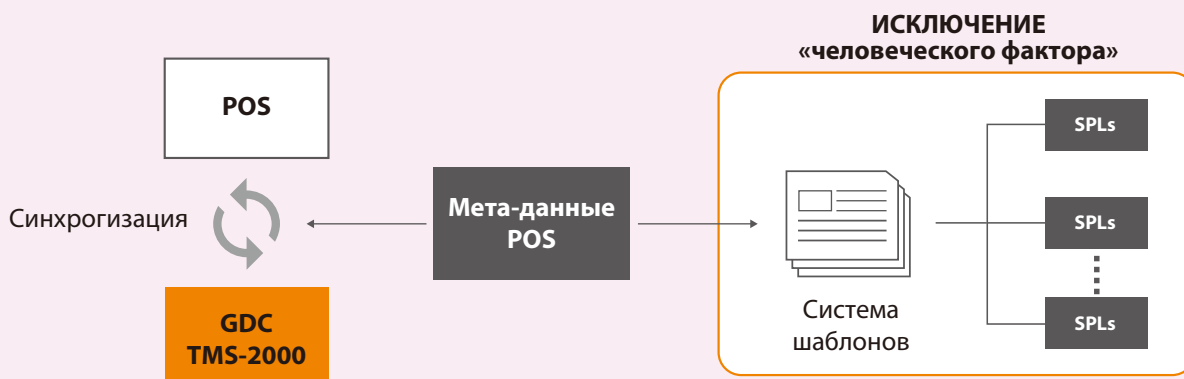 ИСКЛЮЧЕНИЕ
«человеческого фактора»
POS
Синхрогизация
GDC
TMS-2000
Мета-данные
POS
Система
шаблонов
SPLs
SPLs
SPLs